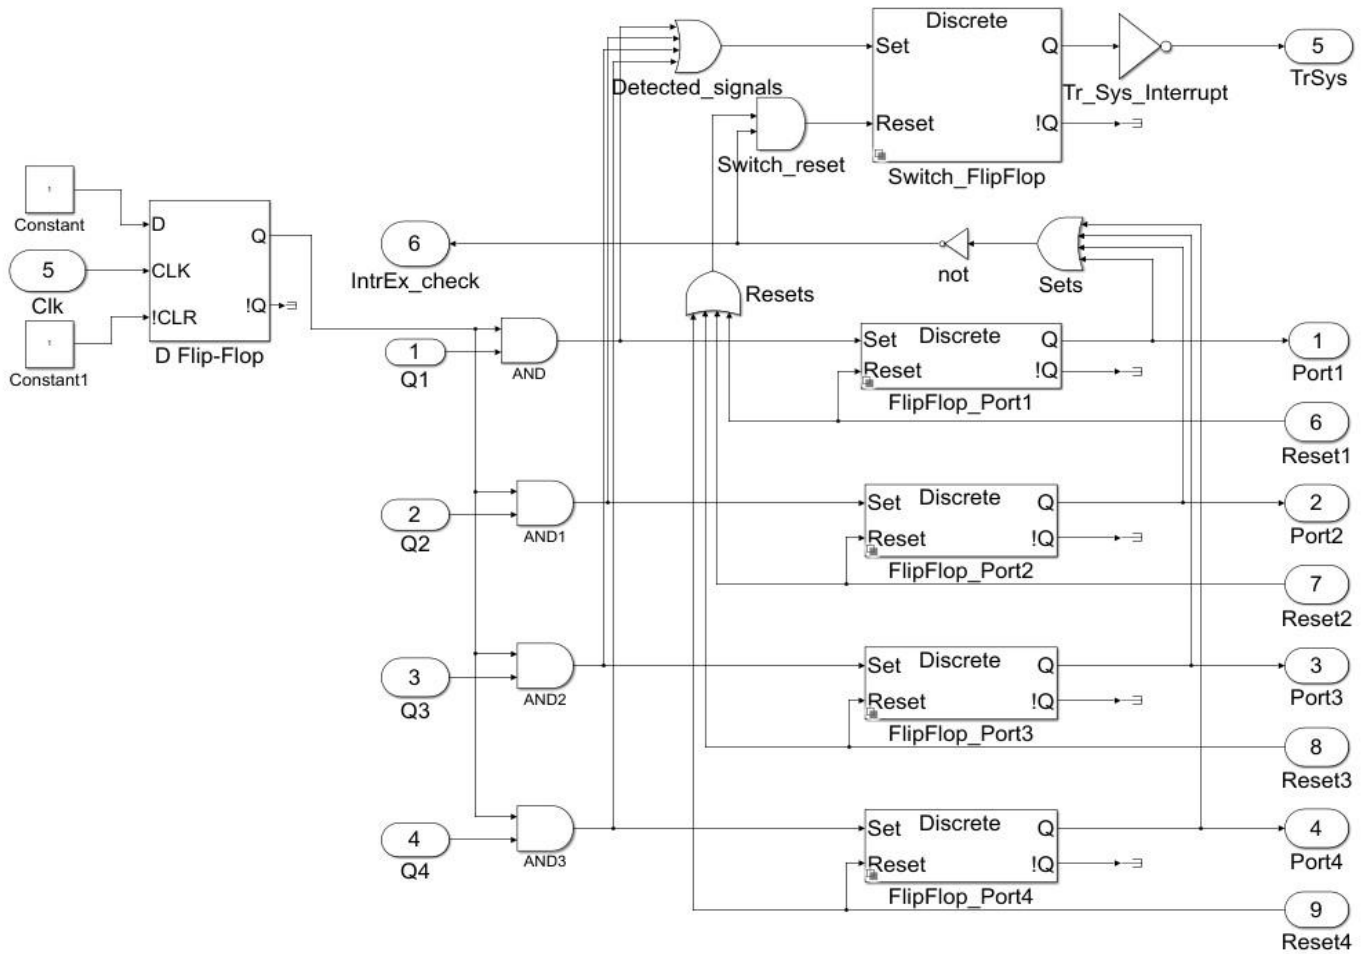 Discrete
Set
Q
5
TrSys
Detected_signals
Tr_Sys_Interrupt
Reset
!Q
Switch_reset
Switch_FlipFlop
1
Constant
D
Q
6
IntrEx_check
not
Sets
5
Clk
CLK
Resets
!Q
!CLR
1
Constant1
D Flip-Flop
1
Q1
AND
Discrete
Set
Q
Reset
!Q
FlipFlop_Port1
1
Port1
6
Reset1
2
Q2
AND1
Discrete
Set
Q
Reset
!Q
FlipFlop_Port2
2
Port2
7
Reset2
3
Q3
AND2
Discrete
Set
Q
Reset
!Q
FlipFlop_Port3
3
Port3
8
Reset3
4
Q4
AND3
Discrete
Set
Q
Reset
!Q
FlipFlop_Port4
4
Port4
9
Reset4